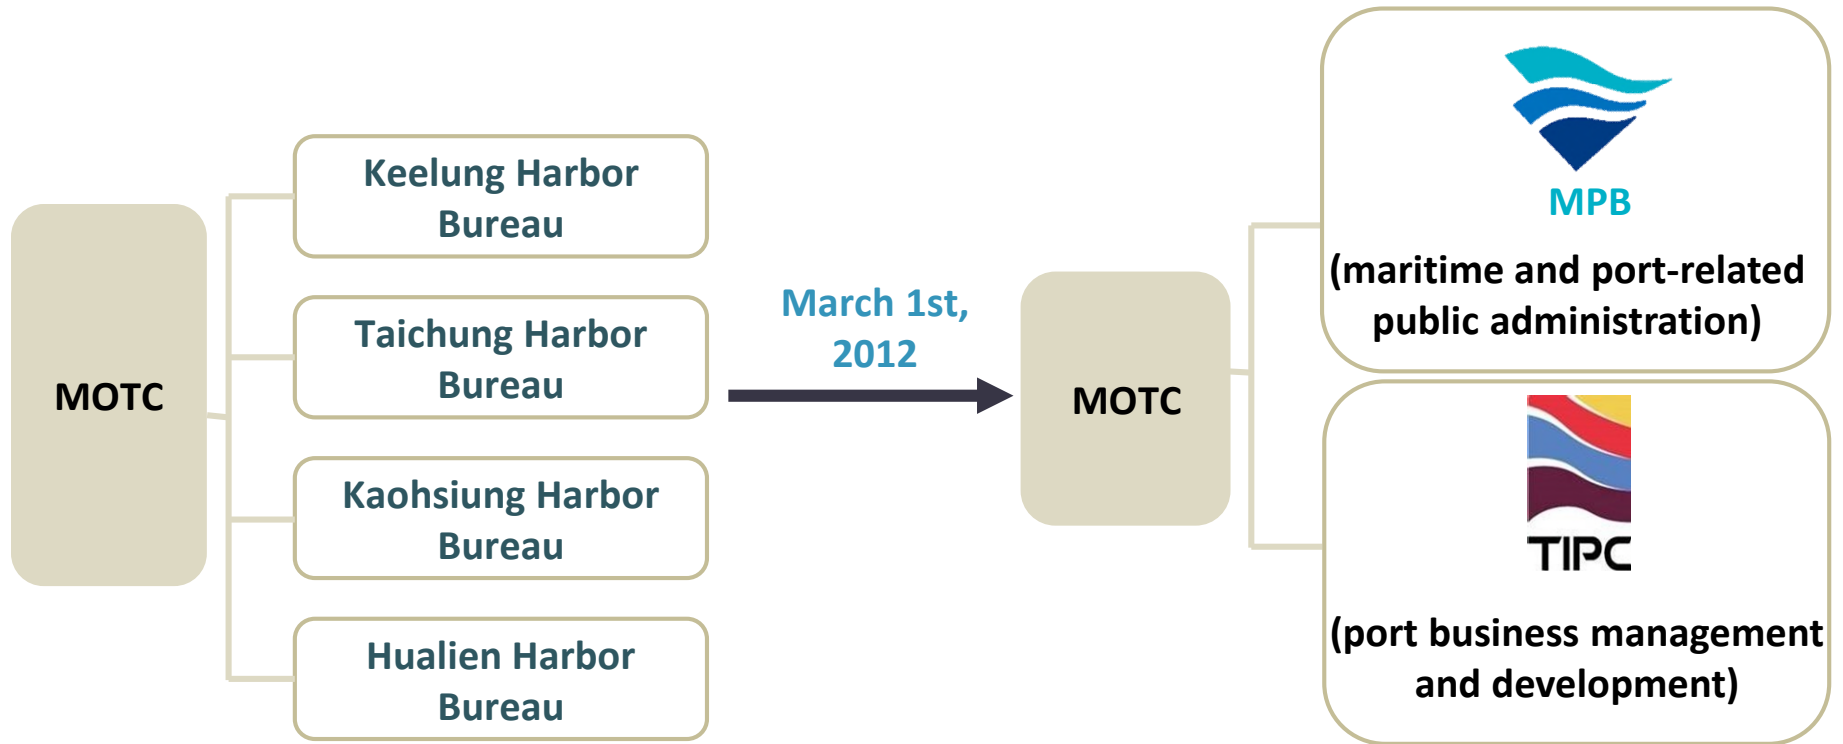 MOTC
Keelung Harbor
Bureau
Taichung Harbor
Bureau
Kaohsiung Harbor
Bureau
Hualien Harbor
Bureau
March 1st,
2012
MOTC
MPB
(maritime and port-related
public administration)
TIPC
(port business management
and development)